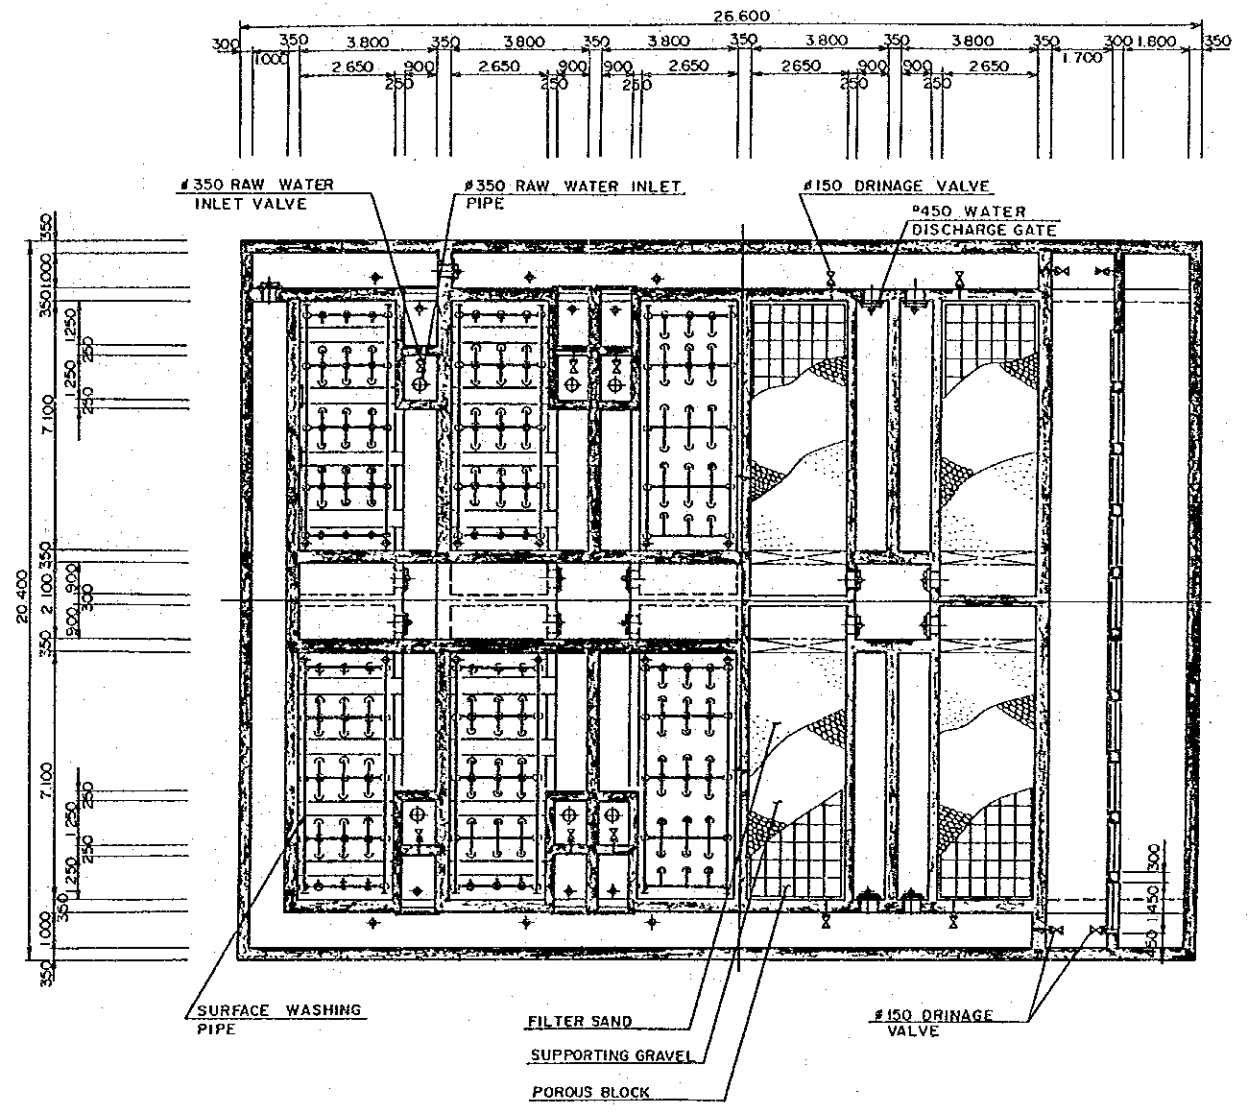 26.600
300 350 3.800 350 3.800 350 3.800 350 3.800 350 3.800 350 300 1.800 350
1000 1.700
2.650 900 2.650 900 900 2.650 2650 900 900 2.650
250 250 250 250 250
ø350 RAW WATER
INLET VALVE
ø350 RAW WATER INLET
PIPE
ø150 DRINAGE VALVE
□450 WATER
DISCHARGE GATE
350
1.000
350
1.250
250
1.250
250
7.100
350
900
2.100
300
900
350
20.400
7.100
250
1.250
250
1.250
350
1.000
350
300
1.450
450
SURFACE WASHING
PIPE
FILTER SAND
SUPPORTING GRAVEL
POROUS BLOCK
ø150 DRINAGE
VALVE